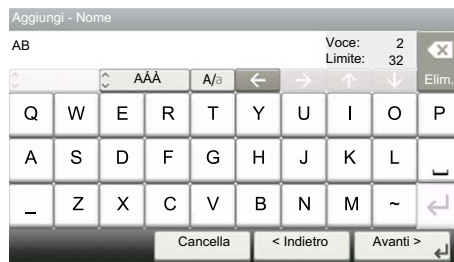 Aggiungi - Nome
AB
Voce: 2
Limite: 32
AÁÀ A/a ← → ↑ ↓ Elim.
Q W E R T Y U I O P
A S D F G H J K L
_ Z X C V B N M ~
Cancella < Indietro Avanti >